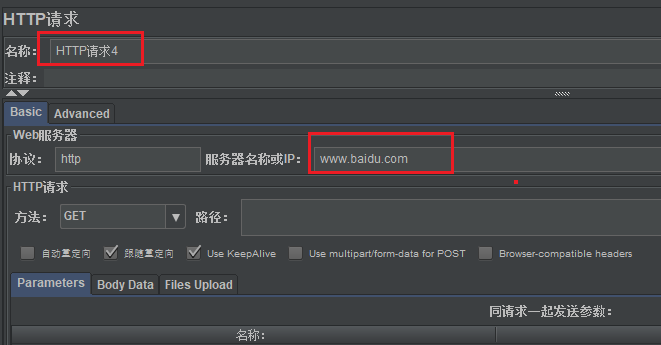 HTTP请求
名称： HTTP请求4
注释：
Basic Advanced
Web服务器
协议： http 服务器名称或IP： www.baidu.com
HTTP请求
方法： GET 路径：
自动重定向 跟随重定向 Use KeepAlive Use multipart/form-data for POST Browser-compatible headers
Parameters Body Data Files Upload
同请求一起发送参数：
名称：